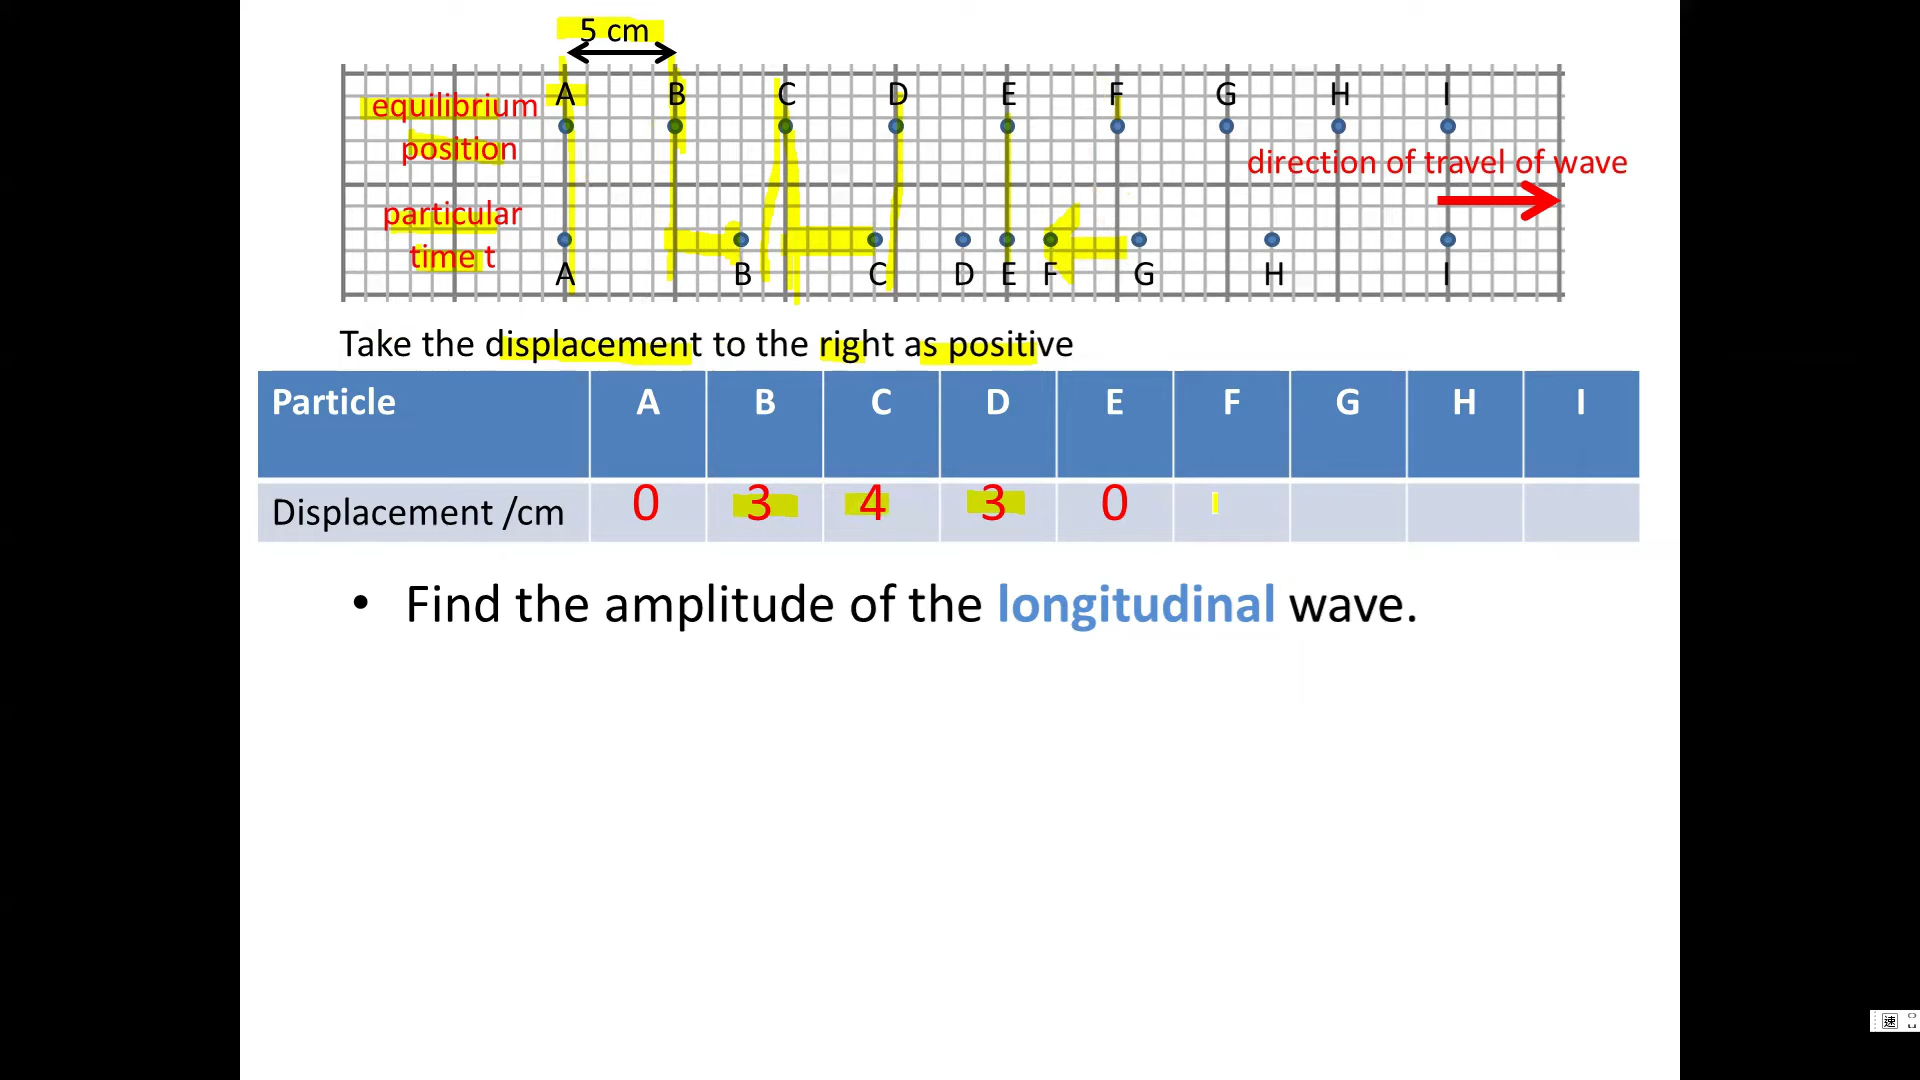 5 cm
A B C D E F G H I
equilibrium
position
direction of travel of wave
particular
time t
A B C D E F G H I
Take the displacement to the right as positive
Particle A B C D E F G H I
Displacement /cm 0 3 4 3 0
• Find the amplitude of the longitudinal wave.
速